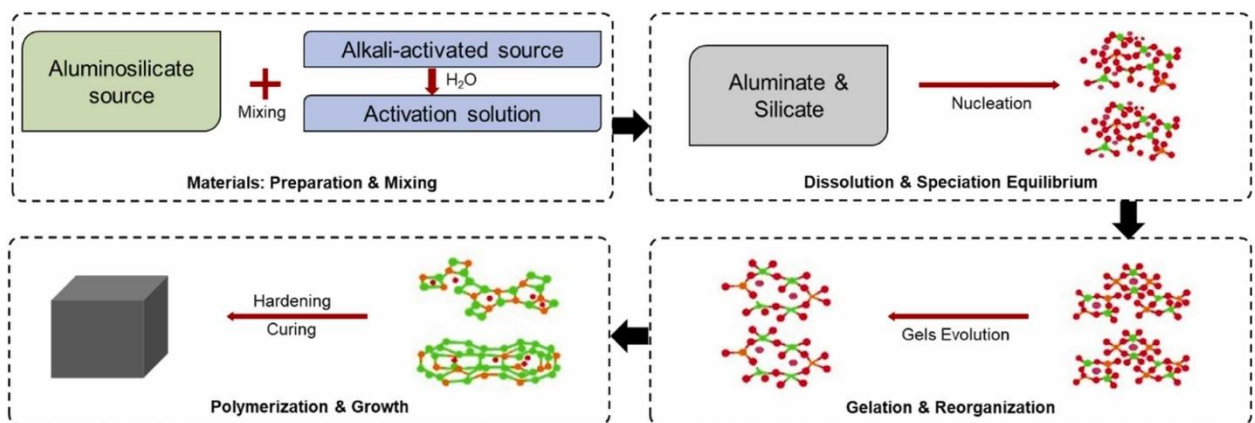 Aluminosilicate
source
Mixing
Alkali-activated source
H₂O
Activation solution
Materials: Preparation & Mixing
Aluminate &
Silicate
Nucleation
Dissolution & Speciation Equilibrium
Hardening
Curing
Polymerization & Growth
Gels Evolution
Gelation & Reorganization